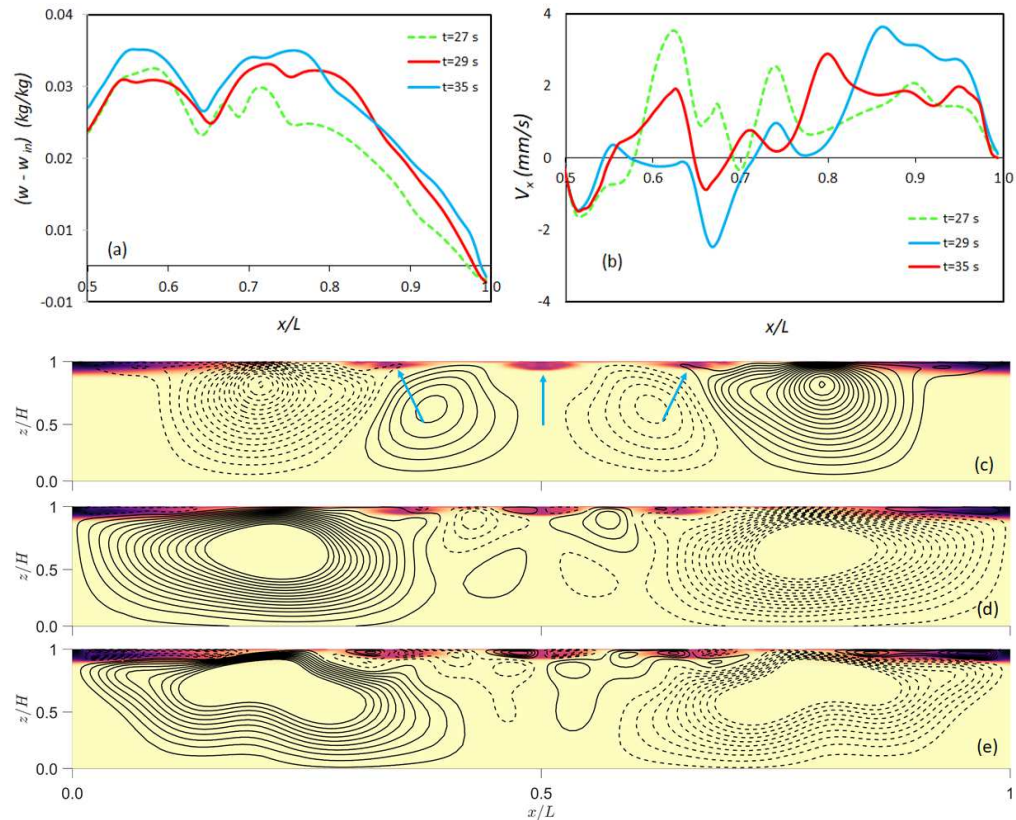 0.04
0.03
0.02
0.01
-0.01
(w - w in) (kg/kg)
t=27 s
t=29 s
t=35 s
(a)
0.5 0.6 0.7 0.8 0.9 1.0
x/L
4
2
0
-2
-4
Vx (mm/s)
0.5 0.6 0.7 0.8 0.9 1.0
t=27 s
t=29 s
t=35 s
(b)
x/L
1
0.5
0.0
z/H
(c)
1
0.5
0.0
z/H
(d)
1
0.5
0.0
z/H
(e)
0.0 0.5 1
x/L